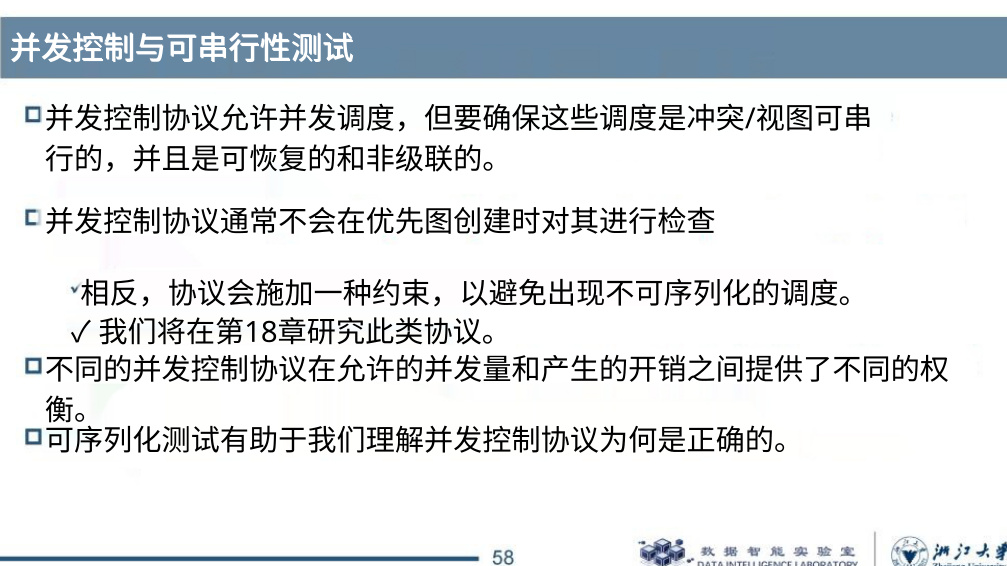 并发控制与可串行性测试
并发控制协议允许并发调度，但要确保这些调度是冲突/视图可串
行的，并且是可恢复的和非级联的。
并发控制协议通常不会在优先图创建时对其进行检查
✓相反，协议会施加一种约束，以避免出现不可序列化的调度。
✓ 我们将在第18章研究此类协议。
不同的并发控制协议在允许的并发量和产生的开销之间提供了不同的权
衡。
可序列化测试有助于我们理解并发控制协议为何是正确的。
58
数据智能实验室
DATA INTELLIGENCE LABORATORY
浙江大学